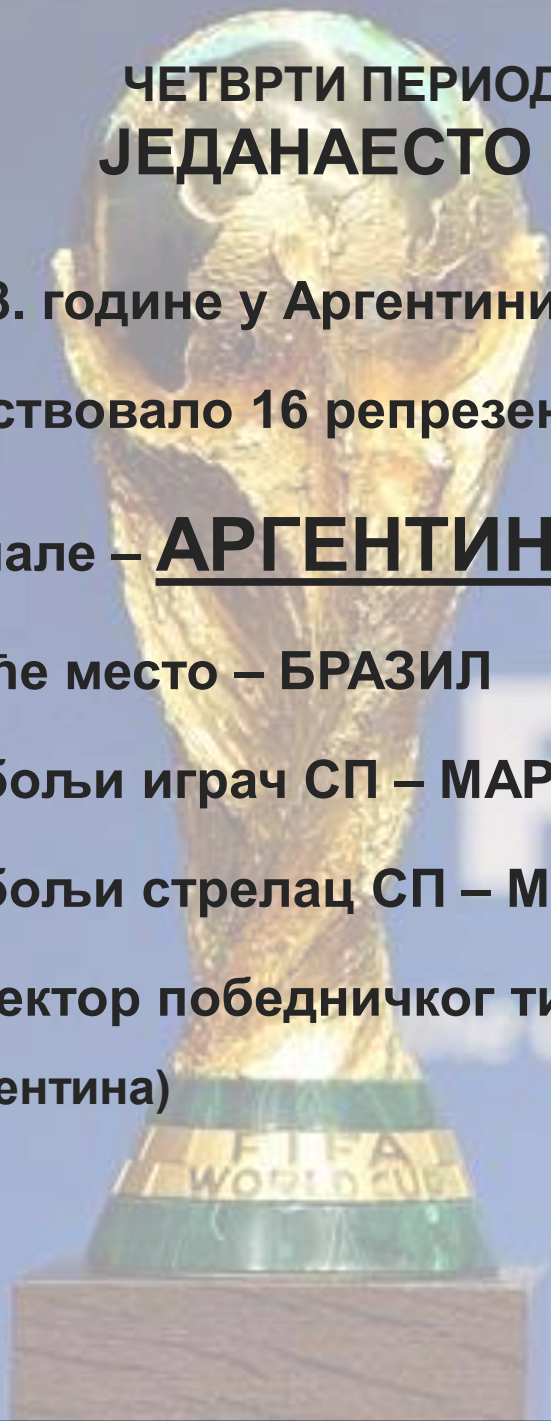 ЧЕТВРТИ ПЕРИОД
ЈЕДАНАЕСТО
8. године у Аргентини
ствовало 16 репрезен
нале – АРГЕНТИН
ће место – БРАЗИЛ
бољи играч СП – МАР
бољи стрелац СП – М
ектор победничког ти
ентина)
FIFA
WORLD CUP